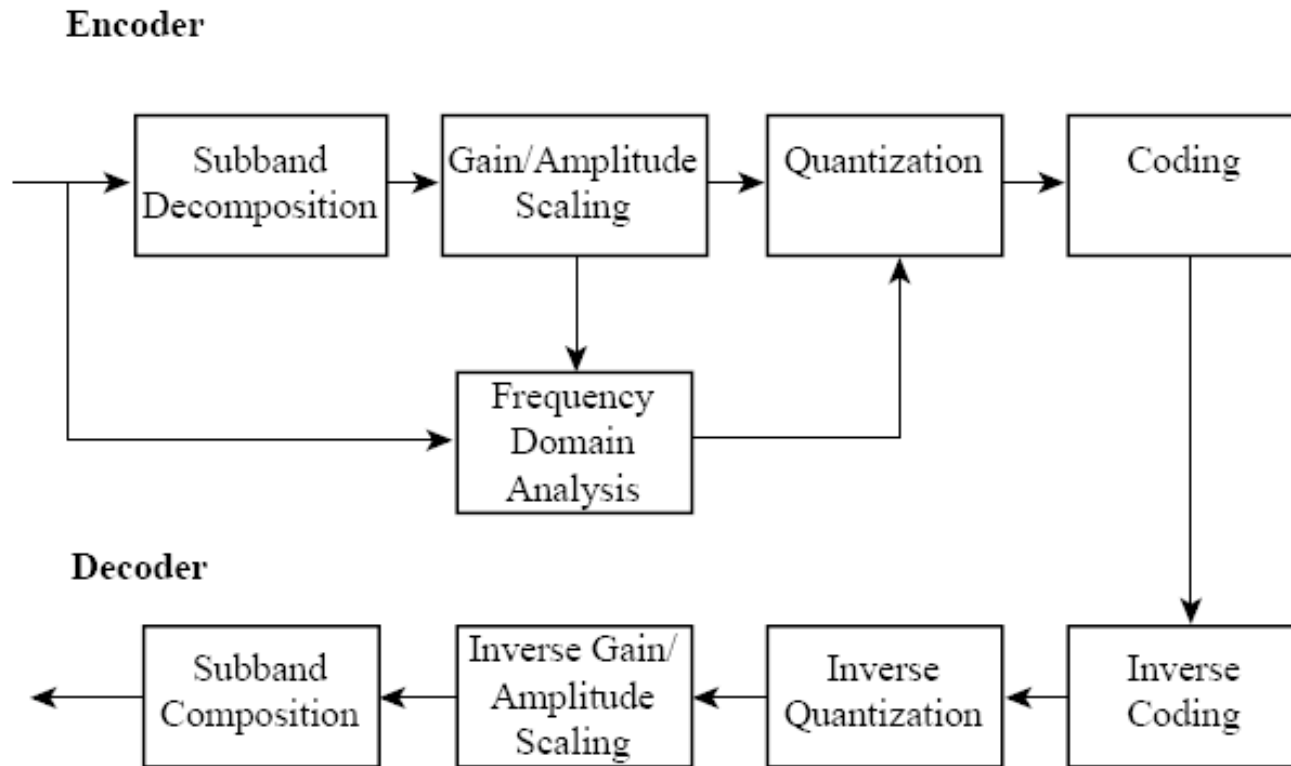 Encoder
Subband
Decomposition
Gain/Amplitude
Scaling
Quantization
Coding
Frequency
Domain
Analysis
Decoder
Subband
Composition
Inverse Gain/
Amplitude
Scaling
Inverse
Quantization
Inverse
Coding